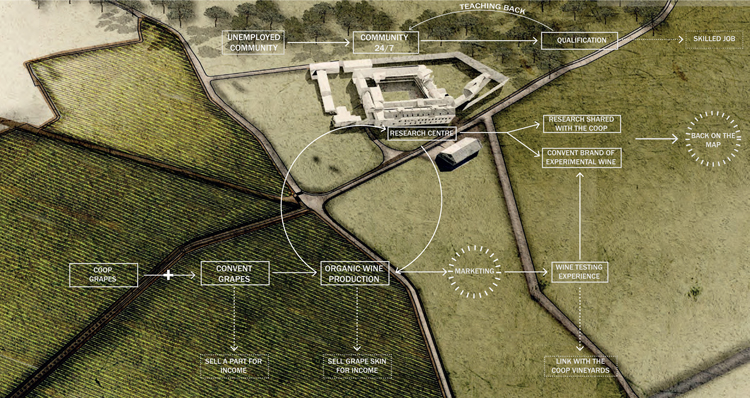 TEACHING BACK
UNEMPLOYED
COMMUNITY
COMMUNITY
24/7
QUALIFICATION
SKILLED JOB
RESEARCH CENTRE
RESEARCH SHARED
WITH THE COOP
CONVENT BRAND OF
EXPERIMENTAL WINE
BACK ON THE
MAP
COOP
GRAPES
+
CONVENT
GRAPES
ORGANIC WINE
PRODUCTION
MARKETING
WINE TESTING
EXPERIENCE
SELL A PART FOR
INCOME
SELL GRAPE SKIN
FOR INCOME
LINK WITH THE
COOP VINEYARDS